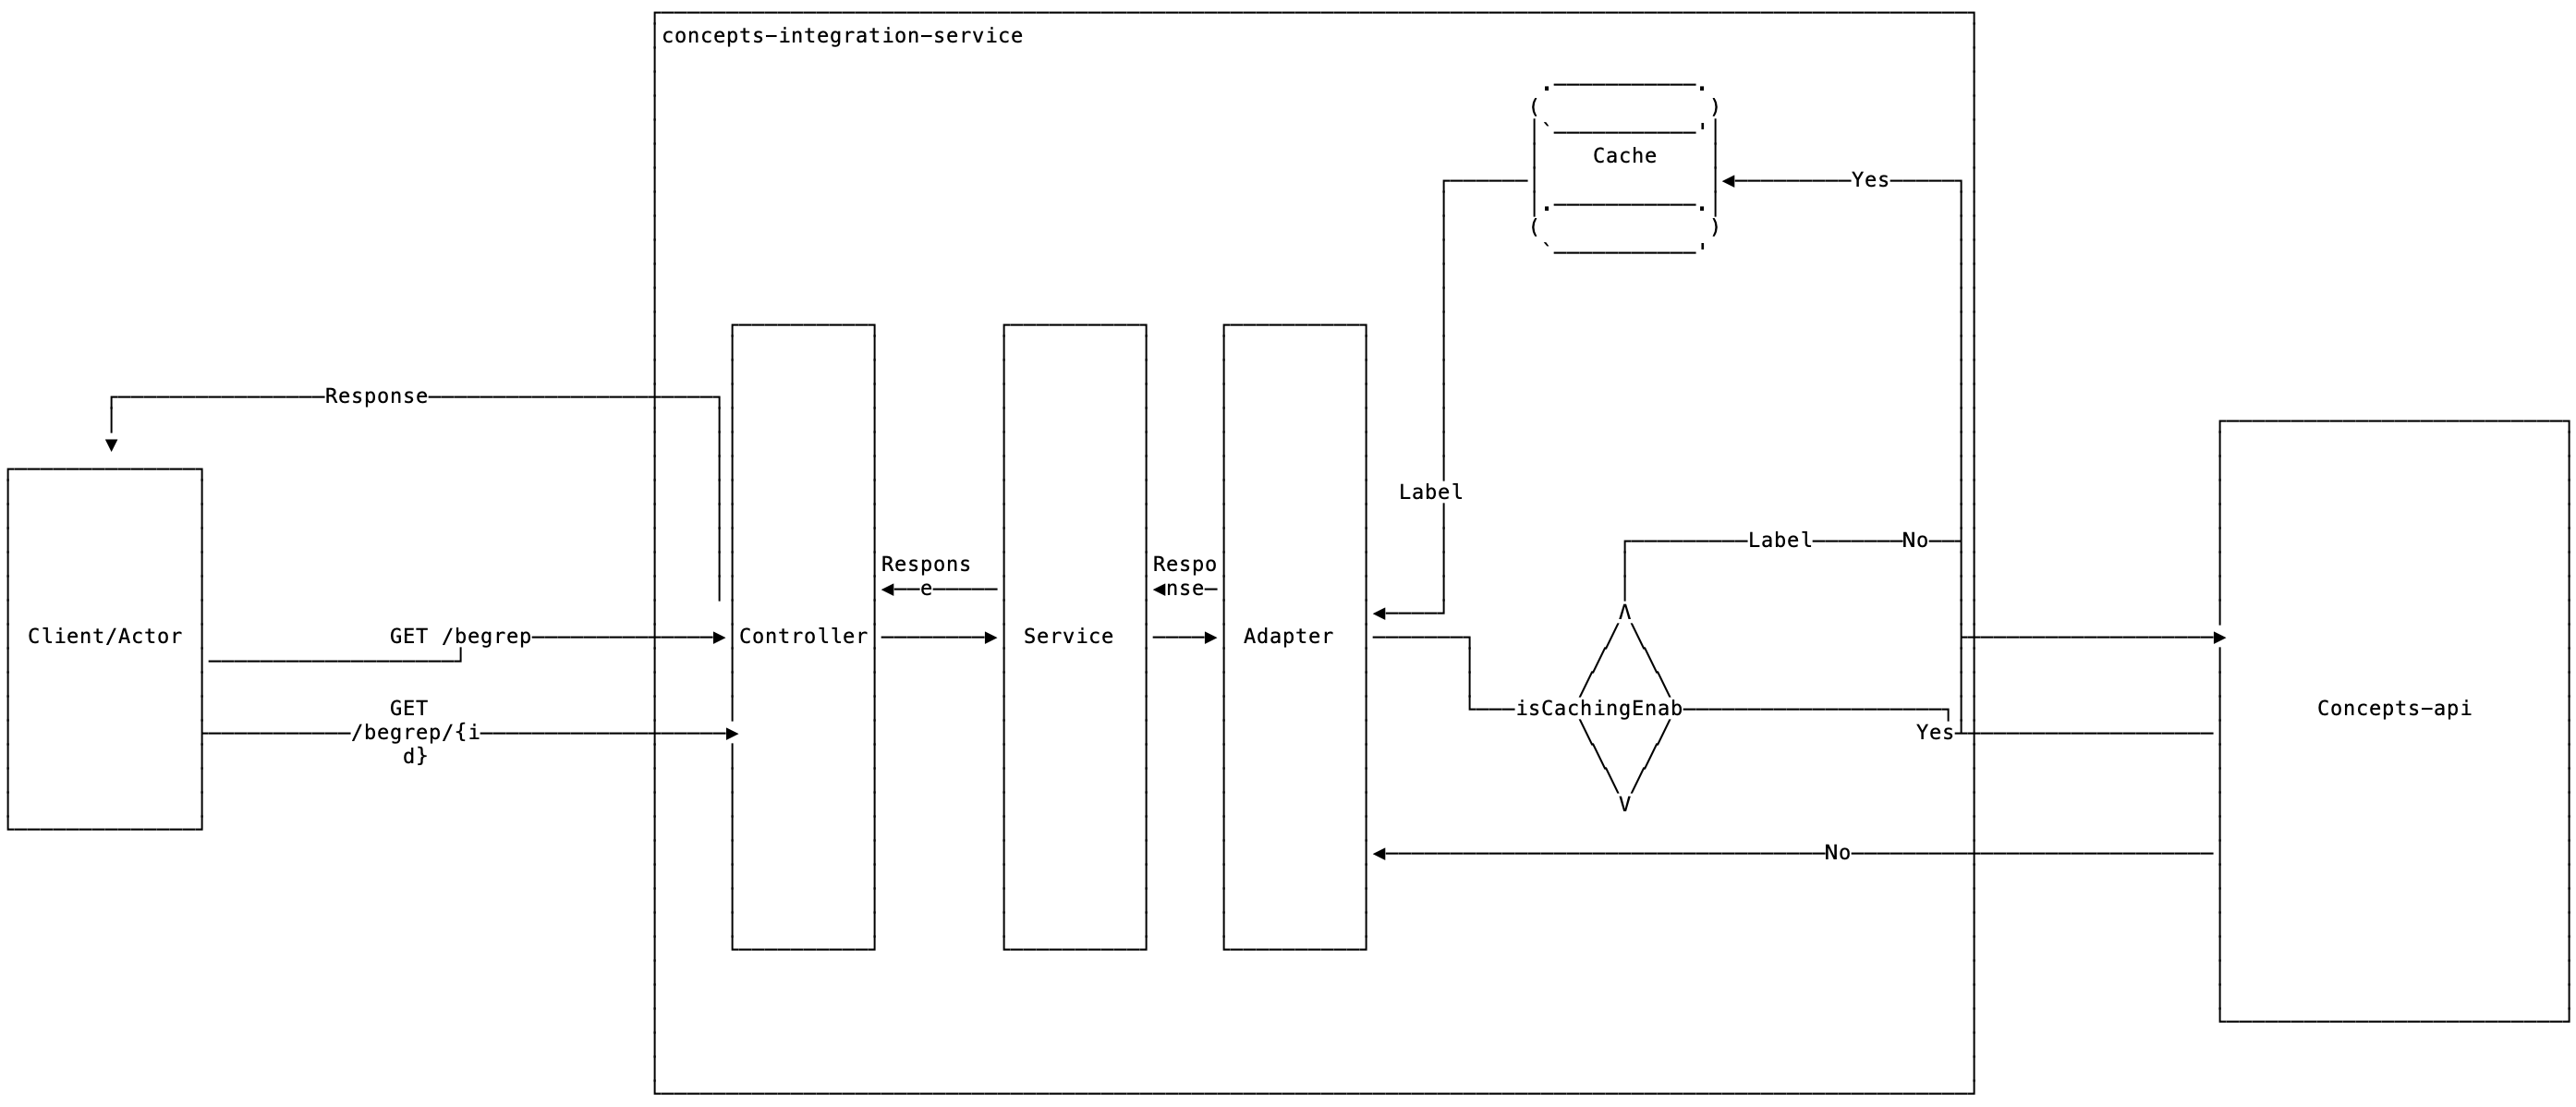 concepts-integration-service
Cache
Yes
Response
Label
Label
No
Respons
e
Respo
nse
Client/Actor
GET /begrep
Controller
Service
Adapter
isCachingEnab
Concepts-api
GET
/begrep/{i
d}
Yes
No